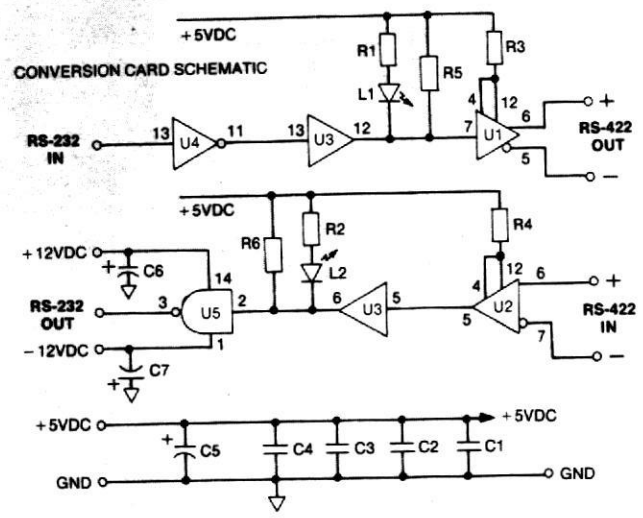 +5VDC
CONVERSION CARD SCHEMATIC
R1
R3
R5
L1
4
12
RS-232
IN
13
U4
11
13
U3
12
7
U1
6
5
+
RS-422
OUT
−
+5VDC
R6
R2
R4
L2
+12VDC
+
C6
14
RS-232
OUT
3
U5
2
6
U3
5
4
12
5
U2
6
7
+
RS-422
IN
−
−12VDC
1
+
C7
+5VDC
+
C5
C4
C3
C2
C1
+5VDC
GND
GND